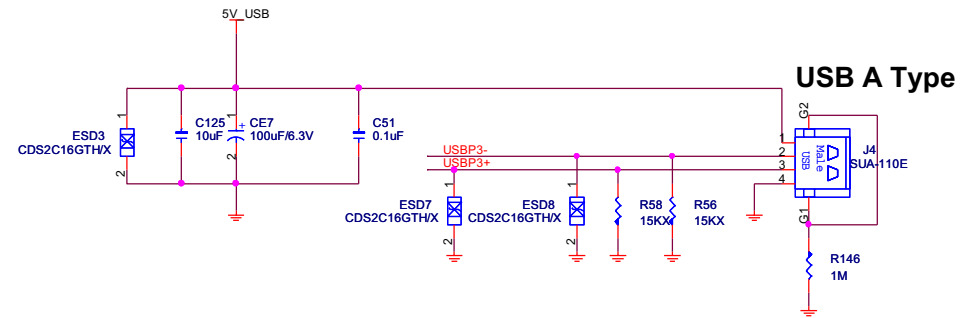 5V_USB
USB A Type
1
ESD3
CDS2C16GTH/X
2
C125
10uF
1
+
CE7
100uF/6.3V
2
C51
0.1uF
USBP3-
USBP3+
1
2
3
4
G2
Male
USB
G1
J4
SUA-110E
1
ESD7
CDS2C16GTH/X
2
1
ESD8
CDS2C16GTH/X
2
R58
15KX
R56
15KX
R146
1M